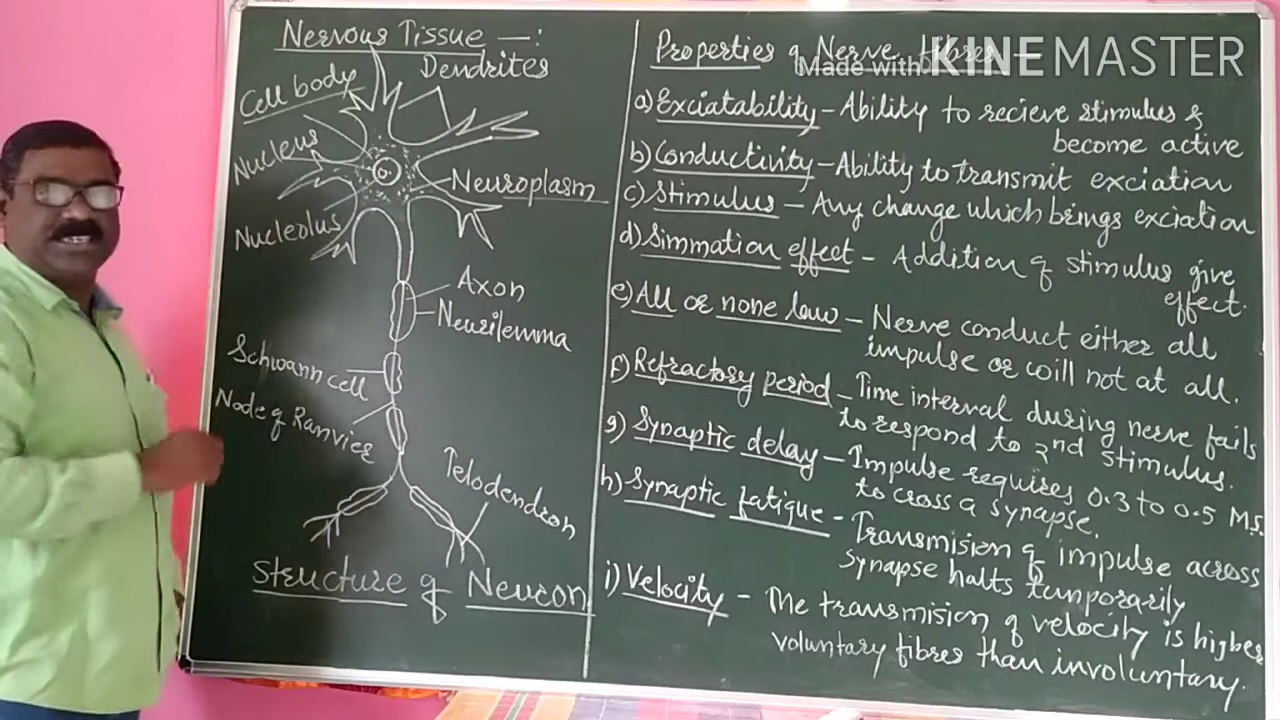 Nervous Tissue —:
Dendrites
Cell body
Nucleus
Neuroplasm
Nucleolus
Axon
Neurilemma
Schwann cell
Node of Ranvier
Telodendron
Structure of Neuron
Properties of Nerve fibres —
Made with KINEMASTER
a) Exciatability – Ability to recieve stimulus &
become active
b) Conductivity – Ability to transmit exciation
c) Stimulus – Any change which brings exciation
d) Simmation effect – Addition of stimulus give
effect.
e) All or none law – Nerve conduct either all
impulse or will not at all.
f) Refractory period – Time interval during nerve fails
to respond to 2nd stimulus.
g) Synaptic delay – Impulse requires 0.3 to 0.5 M.S.
to cross a synapse.
h) Synaptic fatigue – Transmision of impulse across
synapse halts tunporarily
i) Velocity – The transmision of velocity is higher
voluntary fibres than involuntary.